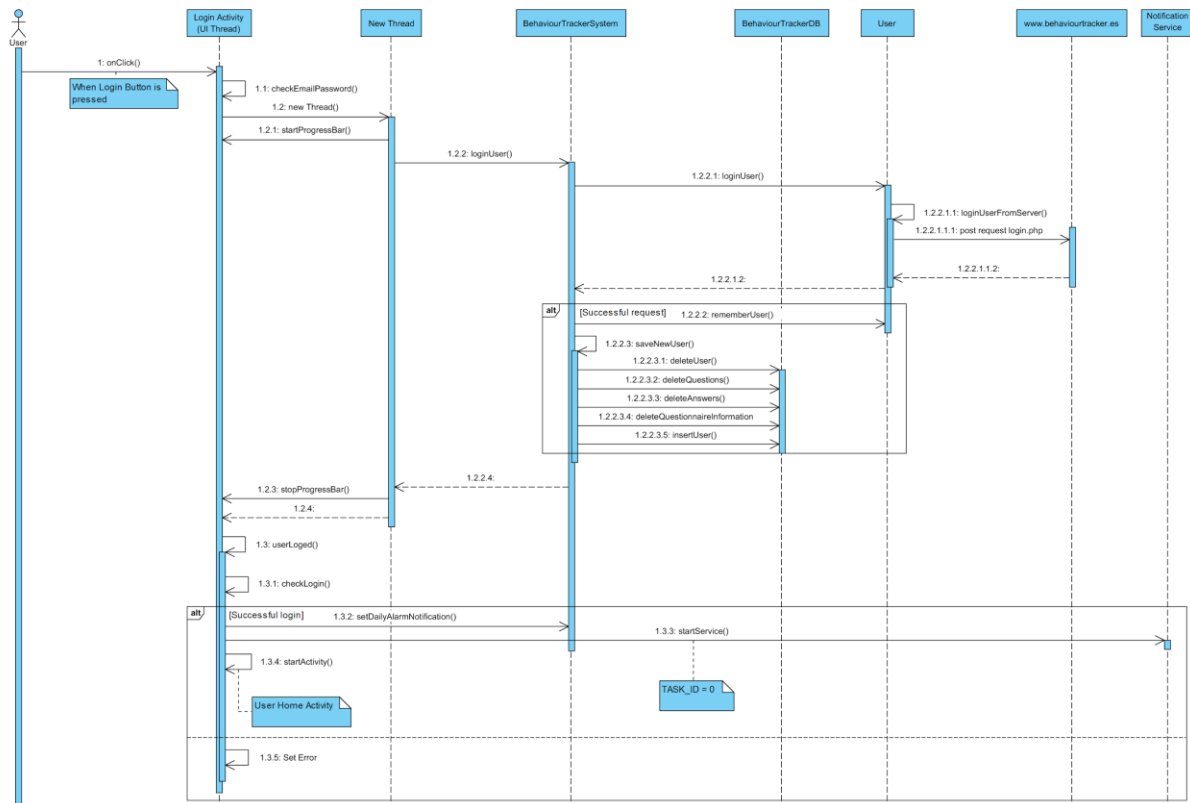 User
Login Activity
(UI Thread)
New Thread
BehaviourTrackerSystem
BehaviourTrackerDB
User
www.behaviourtracker.es
Notification
Service
1: onClick()
When Login Button is
pressed
1.1: checkEmailPassword()
1.2: new Thread()
1.2.1: startProgressBar()
1.2.2: loginUser()
1.2.2.1: loginUser()
1.2.2.1.1: loginUserFromServer()
1.2.2.1.1.1: post request login.php
1.2.2.1.1.2:
1.2.2.1.2:
alt
[Successful request]
1.2.2.2: rememberUser()
1.2.2.3: saveNewUser()
1.2.2.3.1: deleteUser()
1.2.2.3.2: deleteQuestions()
1.2.2.3.3: deleteAnswers()
1.2.2.3.4: deleteQuestionnaireInformation
1.2.2.3.5: insertUser()
1.2.2.4:
1.2.3: stopProgressBar()
1.2.4:
1.3: userLoged()
1.3.1: checkLogin()
alt
[Successful login]
1.3.2: setDailyAlarmNotification()
1.3.3: startService()
1.3.4: startActivity()
TASK_ID = 0
User Home Activity
1.3.5: Set Error